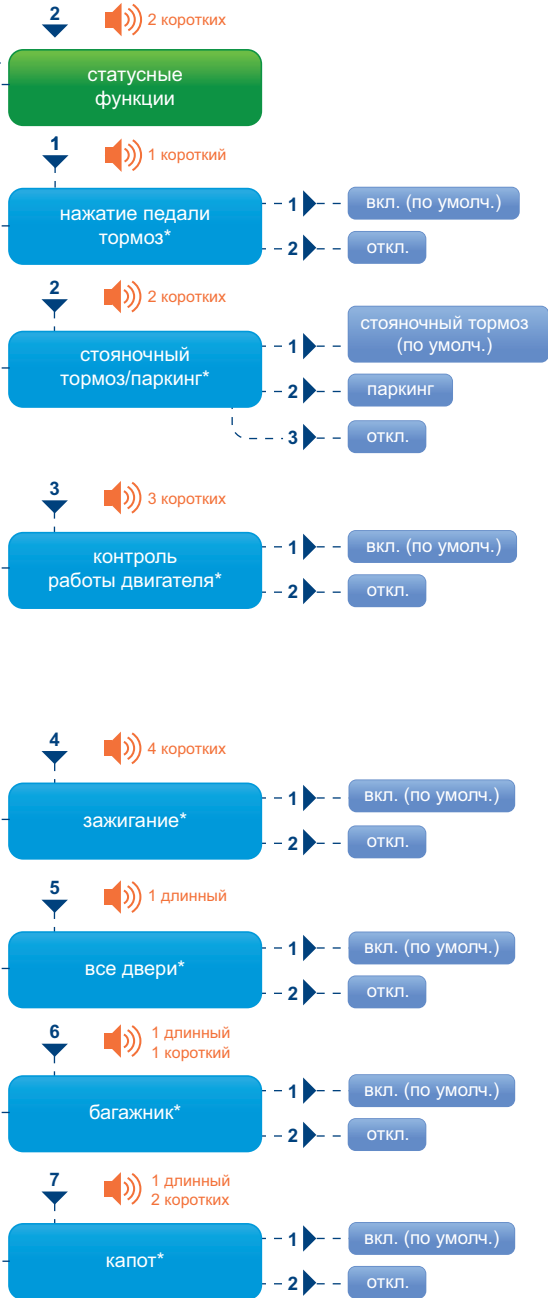 2
2 коротких
статусные
функции
1
1 короткий
нажатие педали
тормоз*
1
вкл. (по умолч.)
2
откл.
2
2 коротких
стояночный
тормоз/паркинг*
1
стояночный тормоз
(по умолч.)
2
паркинг
3
откл.
3
3 коротких
контроль
работы двигателя*
1
вкл. (по умолч.)
2
откл.
4
4 коротких
зажигание*
1
вкл. (по умолч.)
2
откл.
5
1 длинный
все двери*
1
вкл. (по умолч.)
2
откл.
6
1 длинный
1 короткий
багажник*
1
вкл. (по умолч.)
2
откл.
7
1 длинный
2 коротких
капот*
1
вкл. (по умолч.)
2
откл.